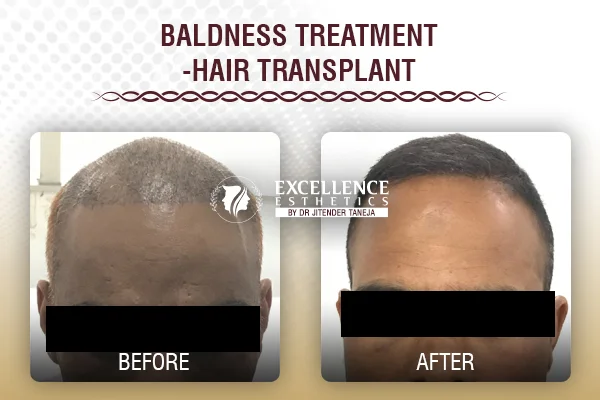 BALDNESS TREATMENT
-HAIR TRANSPLANT
EXCELLENCE
ESTHETICS
BY DR JITENDER TANEJA
BEFORE
AFTER